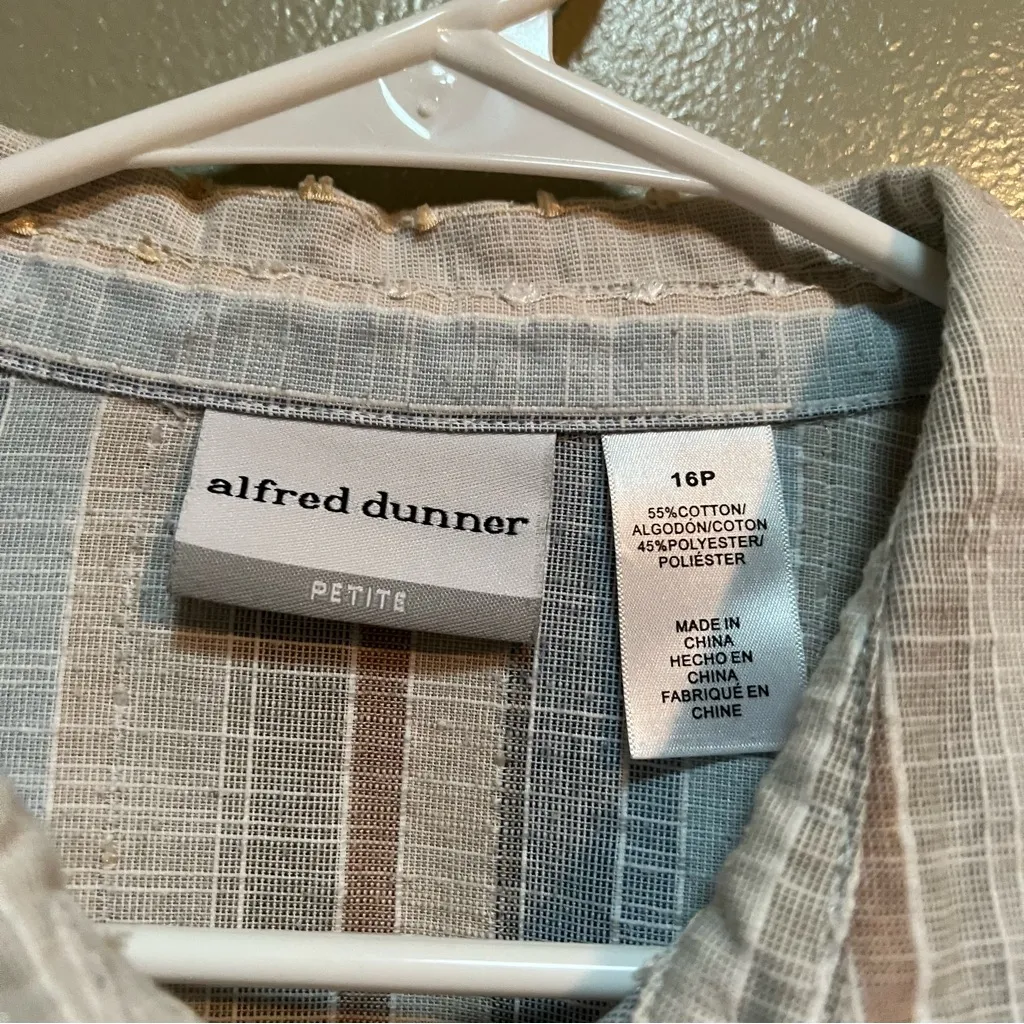 alfred dunner
PETITE
16P
55%COTTON/
ALGODÓN/COTON
45%POLYESTER/
POLIÉSTER
MADE IN
CHINA
HECHO EN
CHINA
FABRIQUÉ EN
CHINE